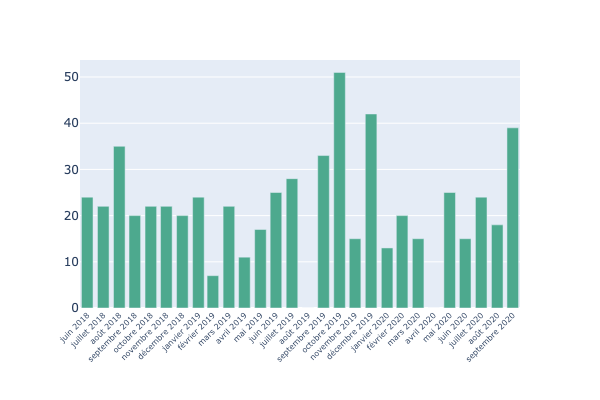 50
40
30
20
10
0
juin 2018
juillet 2018
août 2018
septembre 2018
octobre 2018
novembre 2018
décembre 2018
janvier 2019
février 2019
mars 2019
avril 2019
mai 2019
juin 2019
juillet 2019
août 2019
septembre 2019
octobre 2019
novembre 2019
décembre 2019
janvier 2020
février 2020
mars 2020
avril 2020
mai 2020
juin 2020
juillet 2020
août 2020
septembre 2020